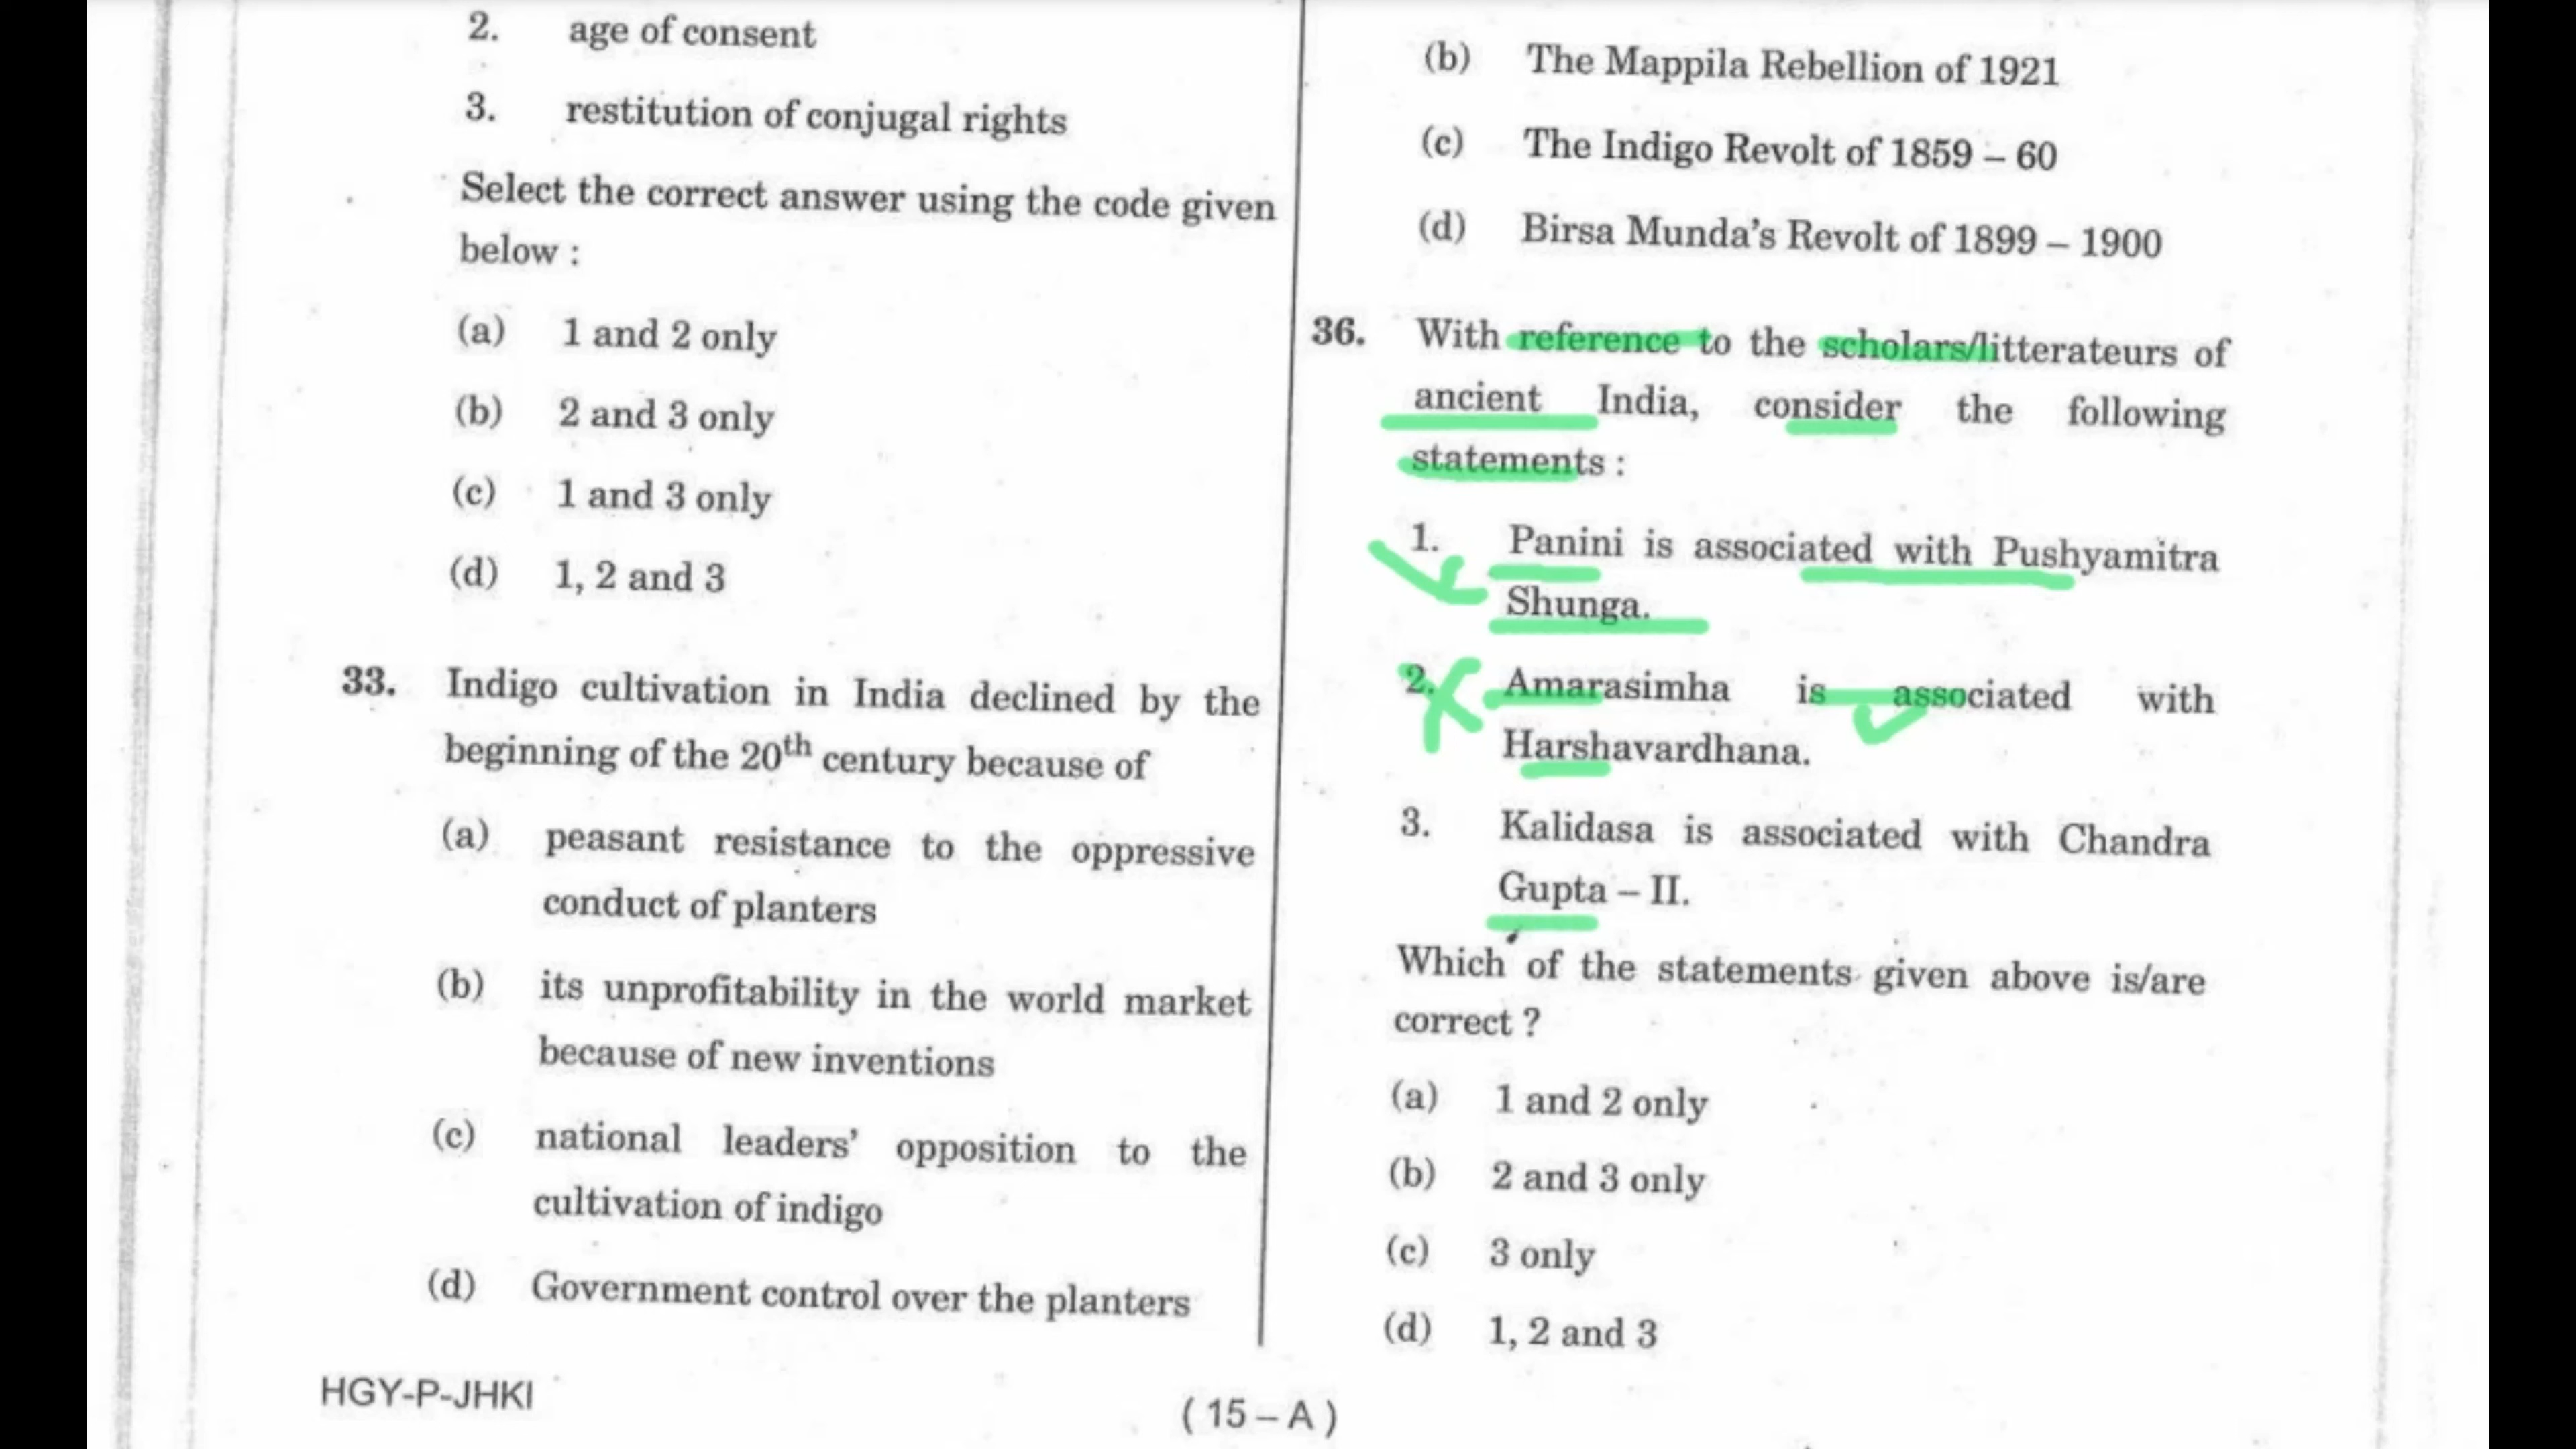 2. age of consent
3. restitution of conjugal rights
Select the correct answer using the code given
below :
(a) 1 and 2 only
(b) 2 and 3 only
(c) 1 and 3 only
(d) 1, 2 and 3
33. Indigo cultivation in India declined by the
beginning of the 20th century because of
(a) peasant resistance to the oppressive
conduct of planters
(b) its unprofitability in the world market
because of new inventions
(c) national leaders’ opposition to the
cultivation of indigo
(d) Government control over the planters
(b) The Mappila Rebellion of 1921
(c) The Indigo Revolt of 1859 – 60
(d) Birsa Munda’s Revolt of 1899 – 1900
36. With reference to the scholars/litterateurs of
ancient India, consider the following
statements :
1. Panini is associated with Pushyamitra
Shunga.
2. Amarasimha is associated with
Harshavardhana.
3. Kalidasa is associated with Chandra
Gupta – II.
Which of the statements given above is/are
correct ?
(a) 1 and 2 only
(b) 2 and 3 only
(c) 3 only
(d) 1, 2 and 3
HGY-P-JHKI
( 15 – A )